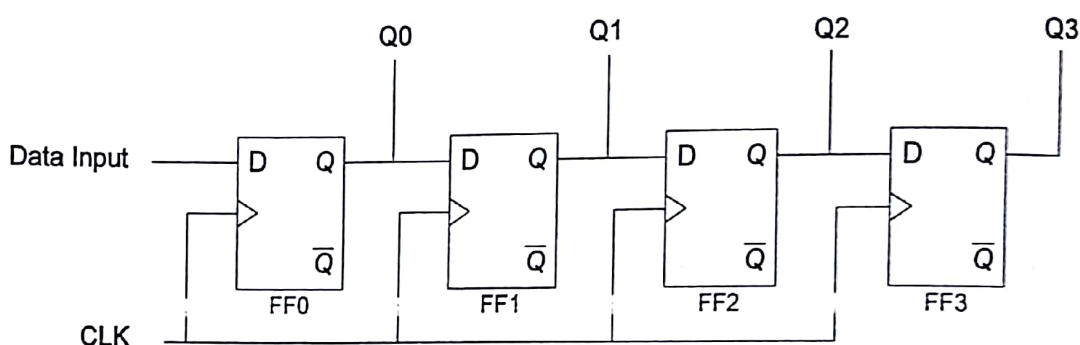 Q0 Q1 Q2 Q3
Data Input D Q D Q D Q D Q
Q̅ Q̅ Q̅ Q̅
FF0 FF1 FF2 FF3
CLK